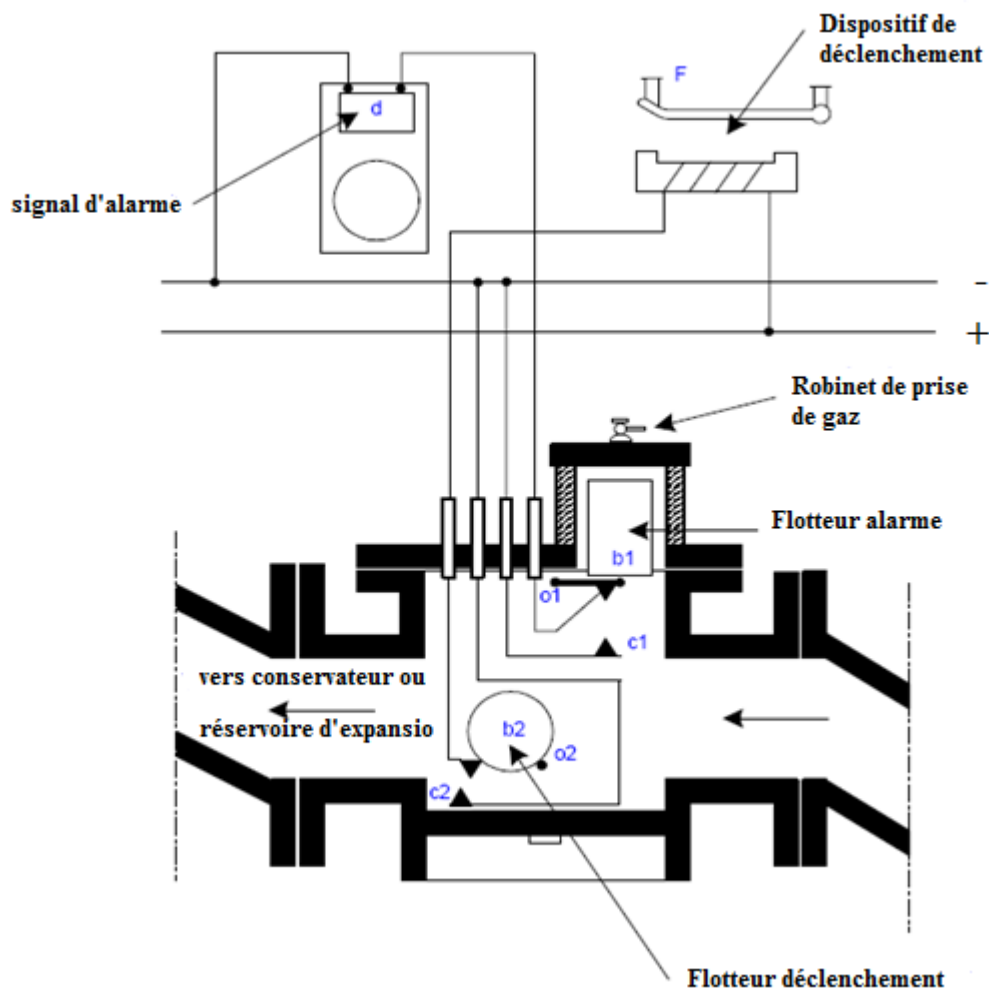 Dispositif de
déclenchement
F
d
signal d'alarme
-
+
Robinet de prise
de gaz
Flotteur alarme
b1
o1
c1
vers conservateur ou
réservoire d'expansio
b2
o2
c2
Flotteur déclenchement